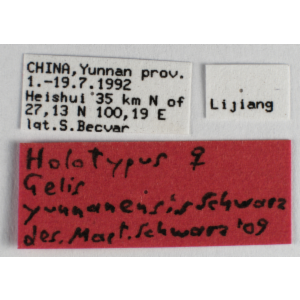 CHINA,Yunnan prov.
1.-19.7.1992
Heishui 35 km N of
27,13 N 100,19 E
lgt.S.Becvar
Lijiang
Holotypus ♀
Gelis
yunnanensis Schwarz
des. Mart. Schwarz '09